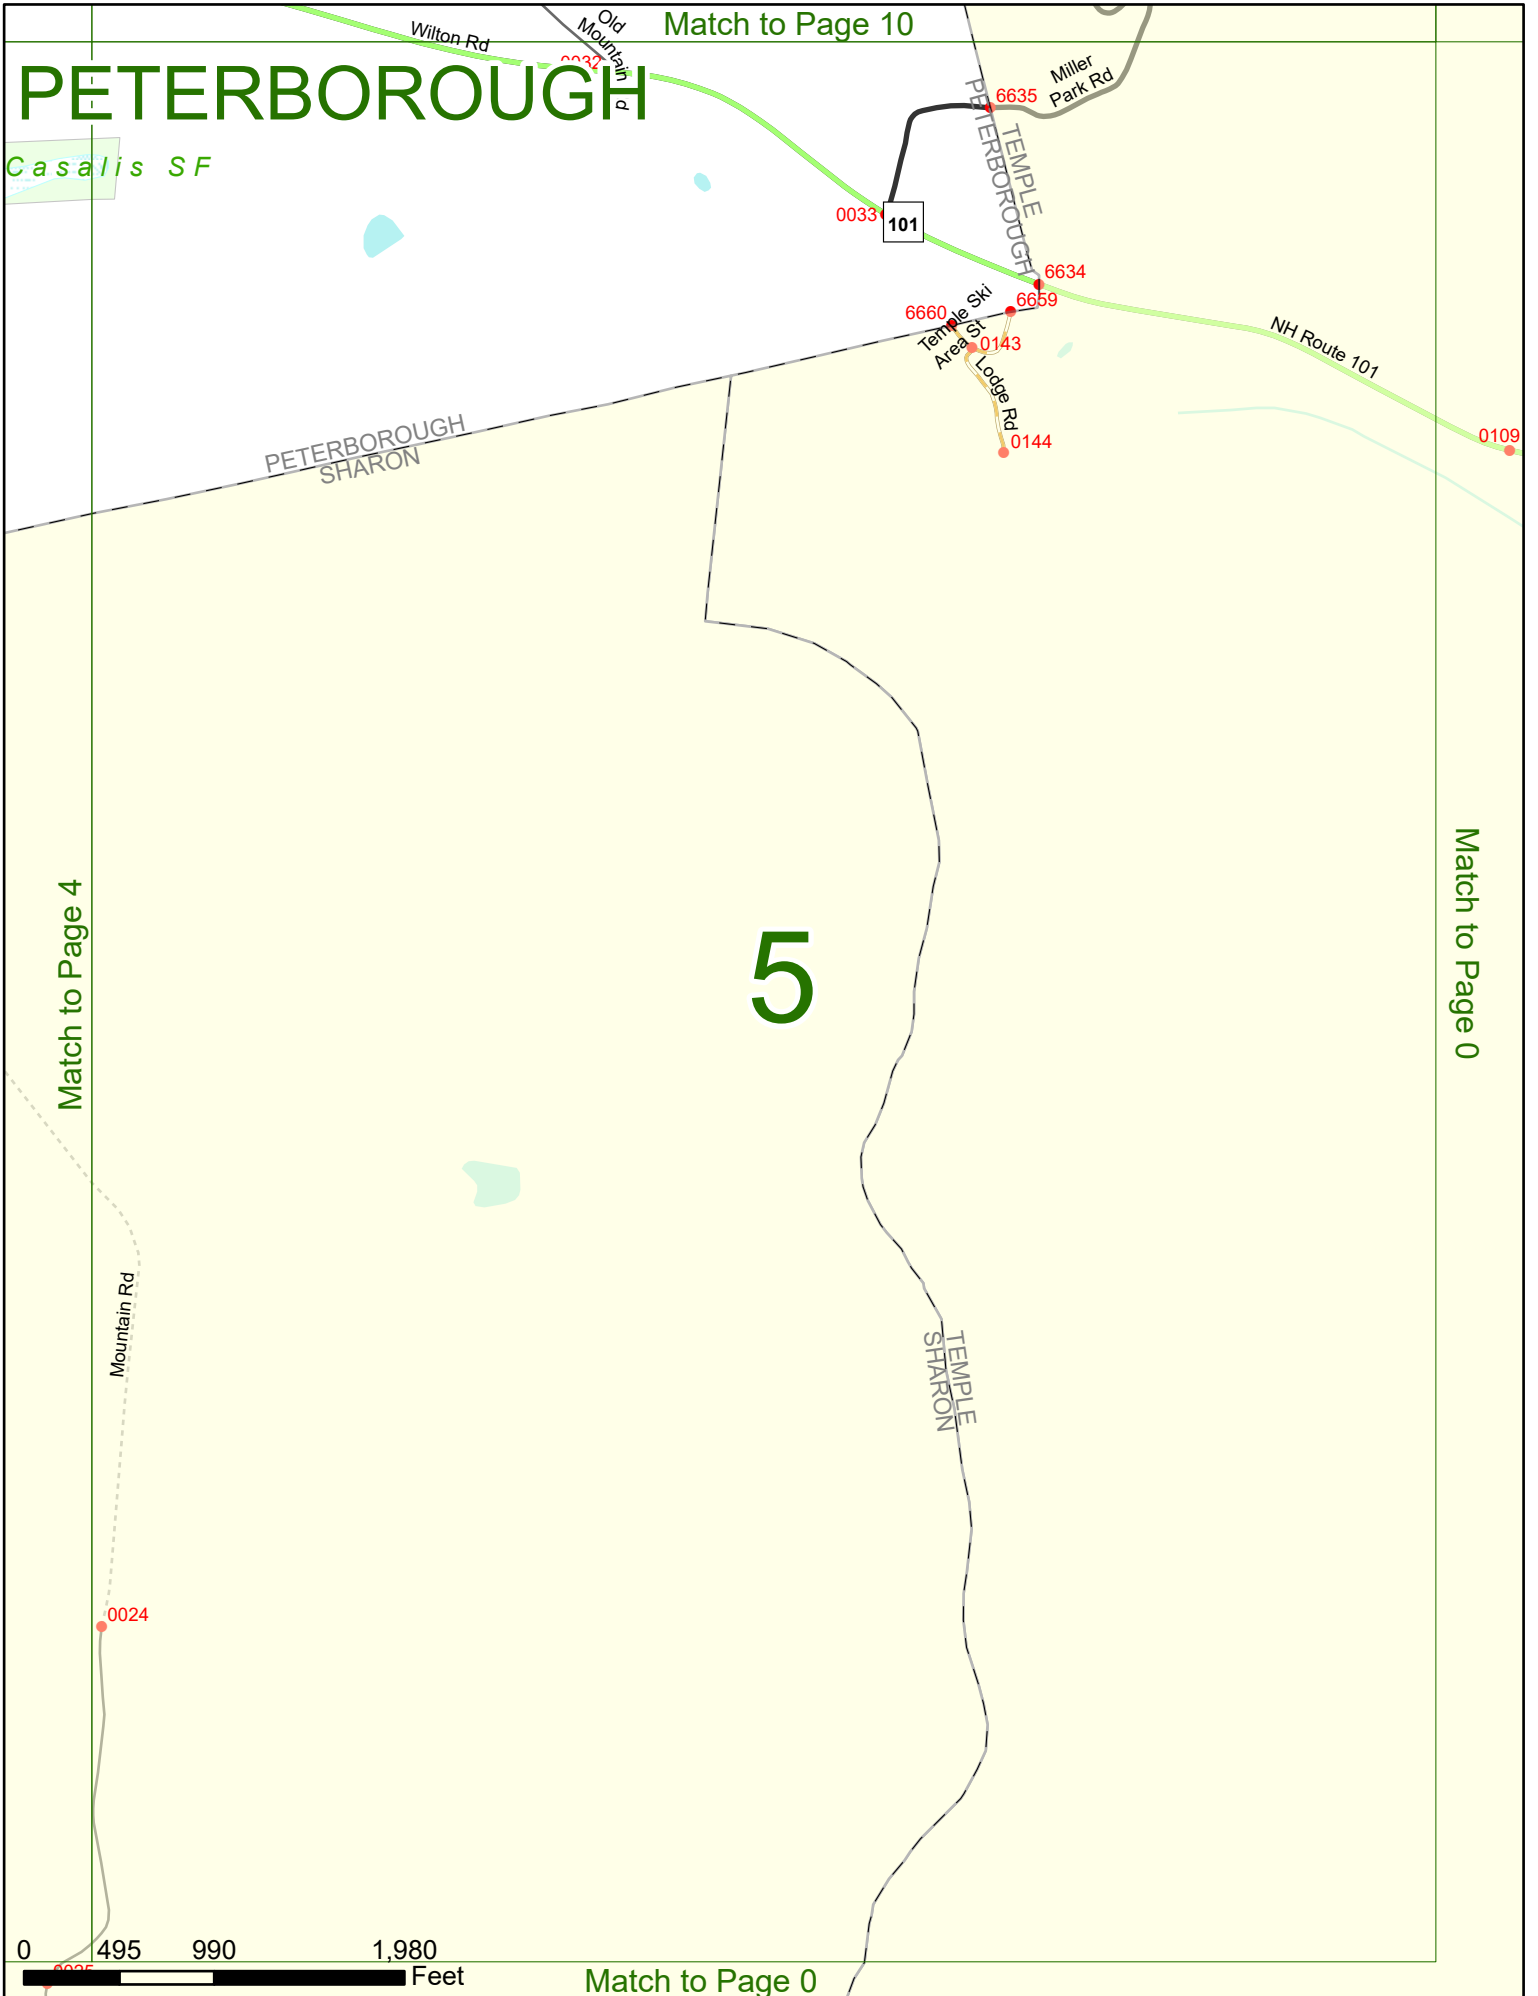 Match to Page 10
Wilton Rd
Old
Mountain
0032
PETERBOROUGH
Miller
Park Rd
6635
TEMPLE
PETERBOROUGH
Casalis SF
0033
101
6634
6659
6660
Temple Ski
Area St
0143
Lodge Rd
0144
NH Route 101
0109
PETERBOROUGH
SHARON
Match to Page 4
5
Match to Page 0
Mountain Rd
TEMPLE
SHARON
0024
0 495 990 1,980
Feet
Match to Page 0